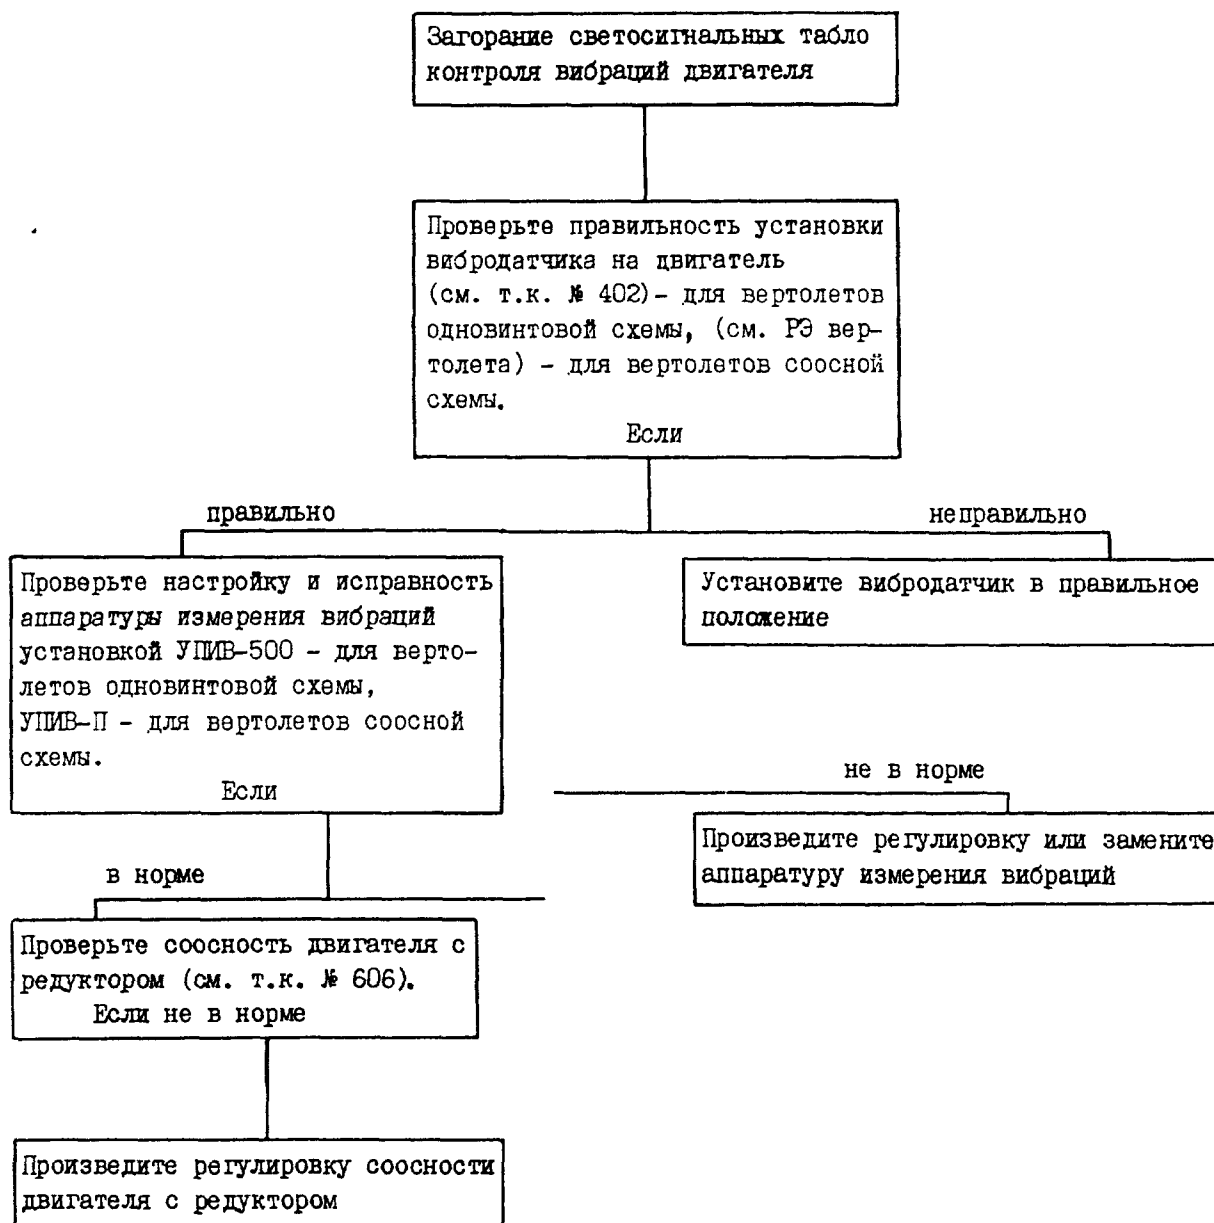 Загорание светосигнальных табло
контроля вибраций двигателя
Проверьте правильность установки
вибродатчика на двигатель
(см. т.к. № 402)- для вертолетов
одновинтовой схемы, (см. РЭ вер-
толета) - для вертолетов соосной
схемы.
Если
правильно
неправильно
Проверьте настройку и исправность
аппаратуры измерения вибраций
установкой УПИВ-500 - для верто-
летов одновинтовой схемы,
УПИВ-П - для вертолетов соосной
схемы.
Если
Установите вибродатчик в правильное
положение
не в норме
Произведите регулировку или замените
аппаратуру измерения вибраций
в норме
Проверьте соосность двигателя с
редуктором (см. т.к. № 606).
Если не в норме
Произведите регулировку соосности
двигателя с редуктором